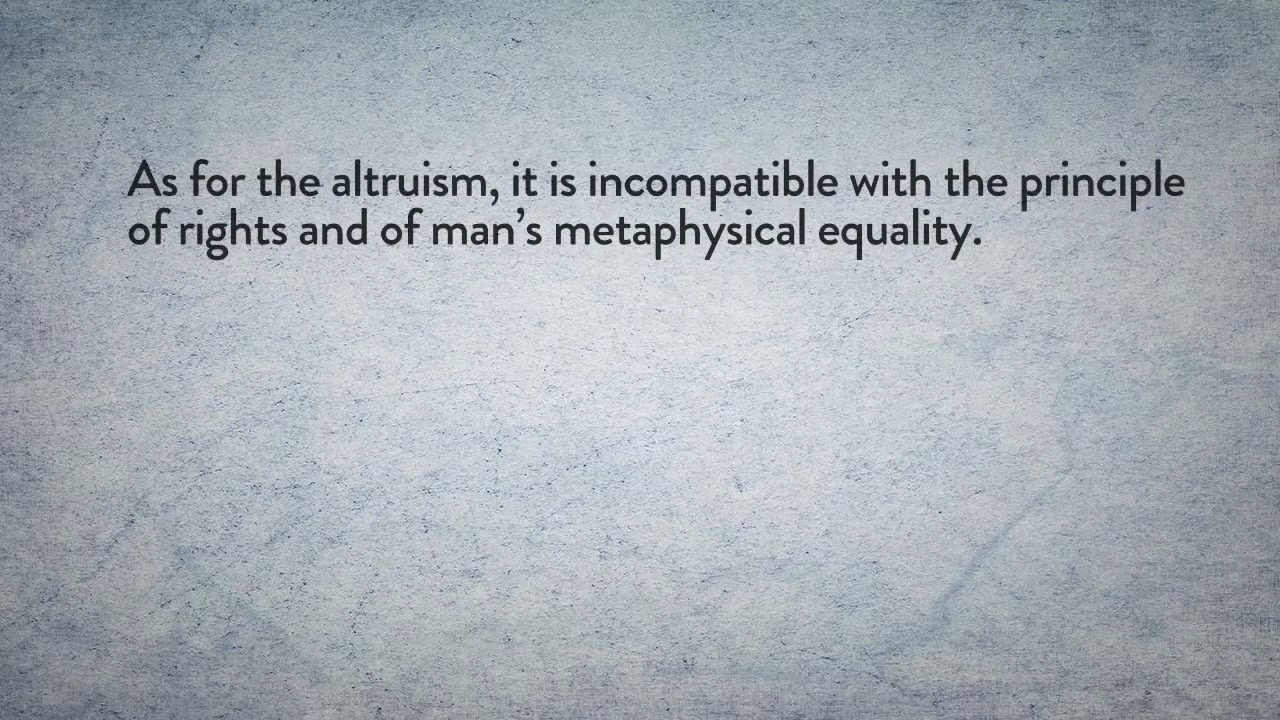 As for the altruism, it is incompatible with the principle
of rights and of man’s metaphysical equality.